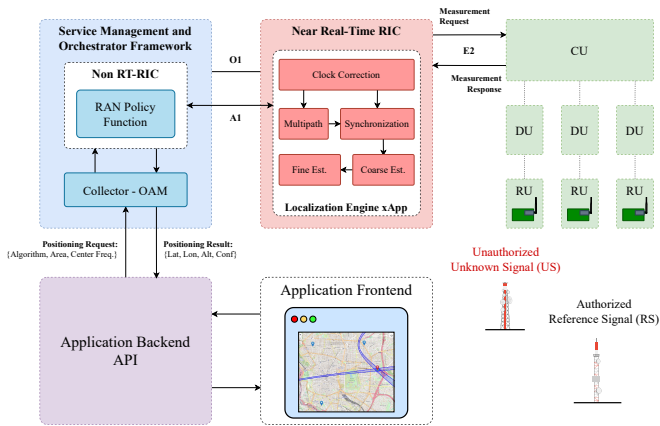 Service Management and
Orchestrator Framework
Non RT-RIC
RAN Policy
Function
Collector - OAM
O1
A1
Near Real-Time RIC
Clock Correction
Multipath
Synchronization
Fine Est.
Coarse Est.
Localization Engine xApp
Measurement
Request
E2
Measurement
Response
CU
DU
DU
DU
RU
RU
RU
Positioning Request:
{Algorithm, Area, Center Freq.}
Positioning Result:
{Lat, Lon, Alt, Conf}
Application Backend
API
Application Frontend
Unauthorized
Unknown Signal (US)
Authorized
Reference Signal (RS)